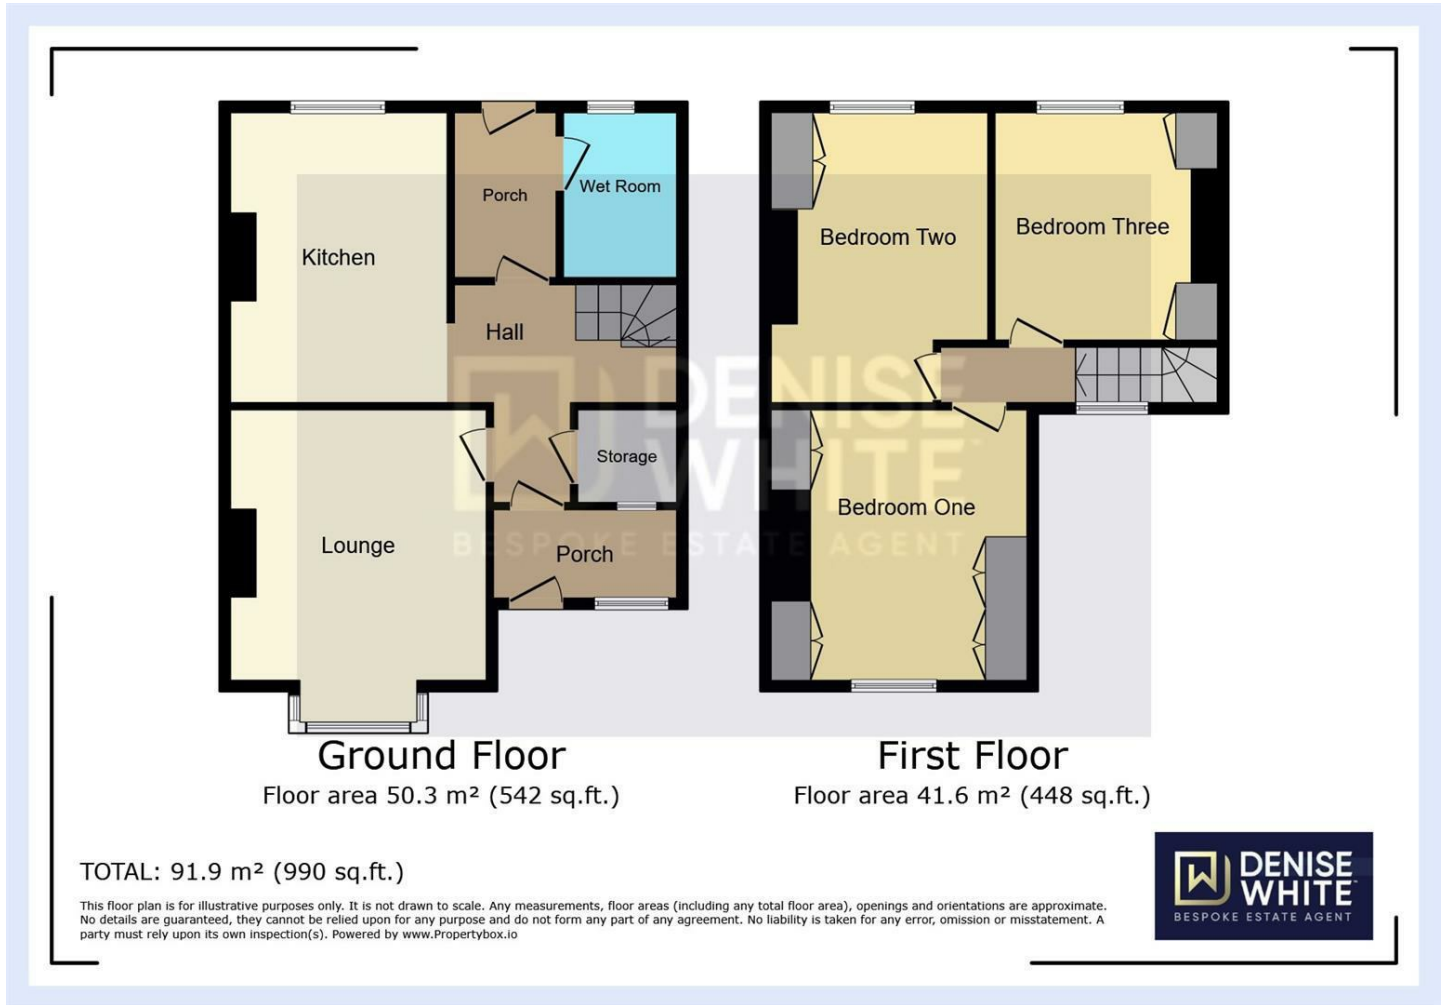 Kitchen
Porch
Wet Room
Hall
Lounge
Storage
Porch
Bedroom Two
Bedroom Three
Bedroom One
DENISE
WHITE™
BESPOKE ESTATE AGENT
Ground Floor
Floor area 50.3 m² (542 sq.ft.)
First Floor
Floor area 41.6 m² (448 sq.ft.)
TOTAL: 91.9 m² (990 sq.ft.)
This floor plan is for illustrative purposes only. It is not drawn to scale. Any measurements, floor areas (including any total floor area), openings and orientations are approximate.
No details are guaranteed, they cannot be relied upon for any purpose and do not form any part of any agreement. No liability is taken for any error, omission or misstatement. A
party must rely upon its own inspection(s). Powered by www.Propertybox.io
DENISE
WHITE™
BESPOKE ESTATE AGENT